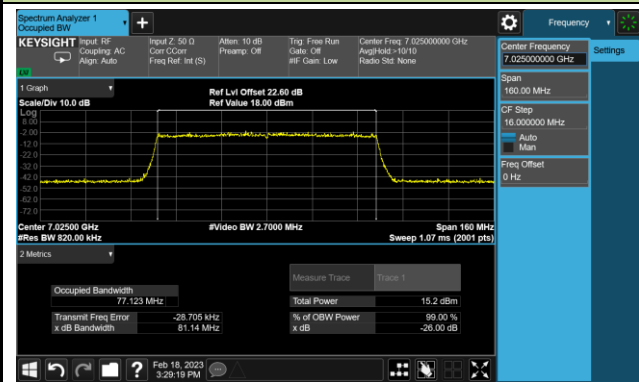 Spectrum Analyzer 1
Occupied BW
+
Frequency
KEYSIGHT
Input: RF
Coupling: AC
Align: Auto
Input Z: 50 Ω
Corr CCorr
Freq Ref: Int (S)
Atten: 10 dB
Preamp: Off
Trig: Free Run
Gate: Off
#IF Gain: Low
Center Freq: 7.025000000 GHz
Avg|Hold:>10/10
Radio Std: None
Center Frequency
7.025000000 GHz
Settings
Span
160.00 MHz
CF Step
16.000000 MHz
Auto
Man
Freq Offset
0 Hz
1 Graph
Scale/Div 10.0 dB
Ref Lvl Offset 22.60 dB
Ref Value 18.00 dBm
Log
8.00
-2.00
-12.0
-22.0
-32.0
-42.0
-52.0
-62.0
-72.0
Center 7.02500 GHz
#Res BW 820.00 kHz
#Video BW 2.7000 MHz
Span 160 MHz
Sweep 1.07 ms (2001 pts)
2 Metrics
Measure Trace
Trace 1
Occupied Bandwidth
77.123 MHz
Total Power
15.2 dBm
Transmit Freq Error
-28.705 kHz
% of OBW Power
99.00 %
x dB Bandwidth
81.14 MHz
x dB
-26.00 dB
?
Feb 18, 2023
3:29:19 PM